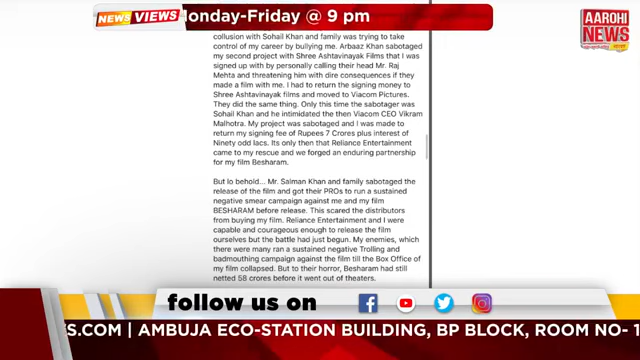 NEWS VIEWS Monday-Friday @ 9 pm
AAROHI
NEWS
collusion with Sohail Khan and family was trying to take
control of my career by bullying me. Arbaaz Khan sabotaged
my second project with Shree Ashtavinayak Films that I was
signed up with by personally calling their head Mr. Raj
Mehta and threatening him with dire consequences if they
made a film with me. I had to return the signing money to
Shree Ashtavinayak films and moved to Viacom Pictures.
They did the same thing. Only this time the sabotager was
Sohail Khan and he intimidated the then Viacom CEO Vikram
Malhotra. My project was sabotaged and I was made to
return my signing fee of Rupees 7 Crores plus interest of
Ninety odd lacs. Its only then that Reliance Entertainment
came to my rescue and we forged an enduring partnership
for my film Besharam.
But lo behold... Mr. Salman Khan and family sabotaged the
release of the film and got their PROs to run a sustained
negative smear campaign against me and my film
BESHARAM before release. This scared the distributors
from buying my film. Reliance Entertainment and I were
capable and courageous enough to release the film
ourselves but the battle had just begun. My enemies, which
there were many ran a sustained negative Trolling and
badmouthing campaign against the film till the Box Office of
my film collapsed. But to their horror, Besharam had still
netted 58 crores before it went out of theaters.
follow us on
S.COM | AMBUJA ECO-STATION BUILDING, BP BLOCK, ROOM NO- 1